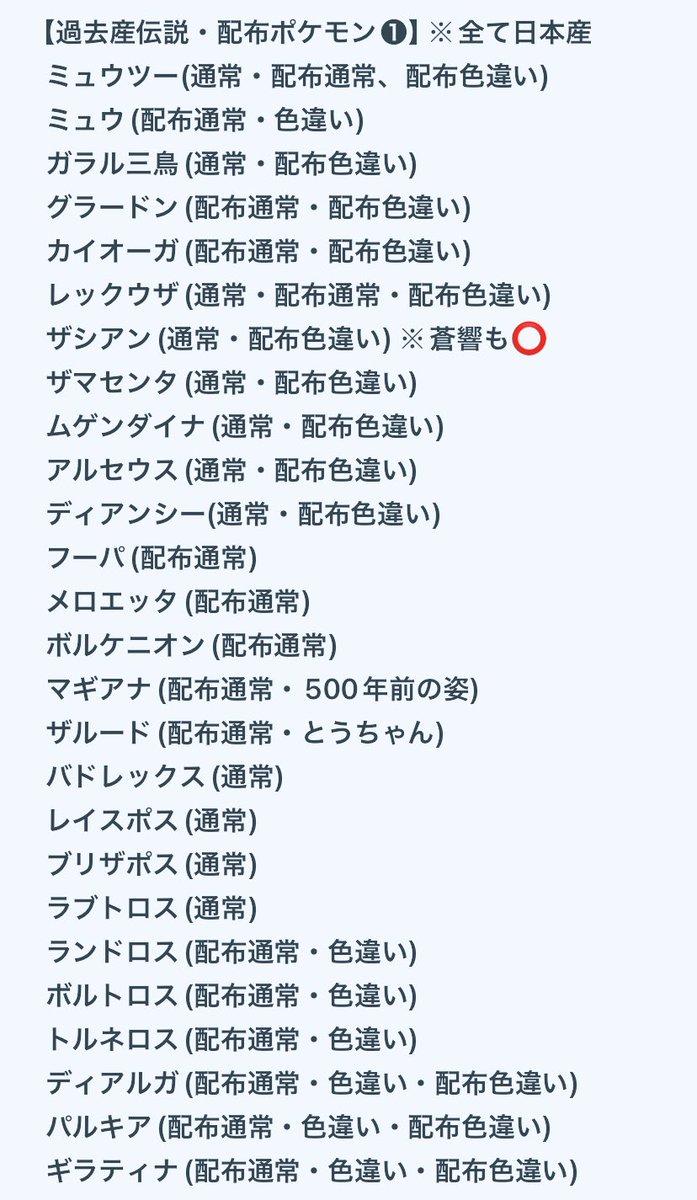 【過去産伝説・配布ポケモン❶】※全て日本産
ミュウツー(通常・配布通常、配布色違い)
ミュウ(配布通常・色違い)
ガラル三鳥(通常・配布色違い)
グラードン(配布通常・配布色違い)
カイオーガ(配布通常・配布色違い)
レックウザ(通常・配布通常・配布色違い)
ザシアン(通常・配布色違い)※蒼響も⭕
ザマセンタ(通常・配布色違い)
ムゲンダイナ(通常・配布色違い)
アルセウス(通常・配布色違い)
ディアンシー(通常・配布色違い)
フーパ(配布通常)
メロエッタ(配布通常)
ボルケニオン(配布通常)
マギアナ(配布通常・500年前の姿)
ザルード(配布通常・とうちゃん)
バドレックス(通常)
レイスポス(通常)
ブリザポス(通常)
ラブトロス(通常)
ランドロス(配布通常・色違い)
ボルトロス(配布通常・色違い)
トルネロス(配布通常・色違い)
ディアルガ(配布通常・色違い・配布色違い)
パルキア(配布通常・色違い・配布色違い)
ギラティナ(配布通常・色違い・配布色違い)